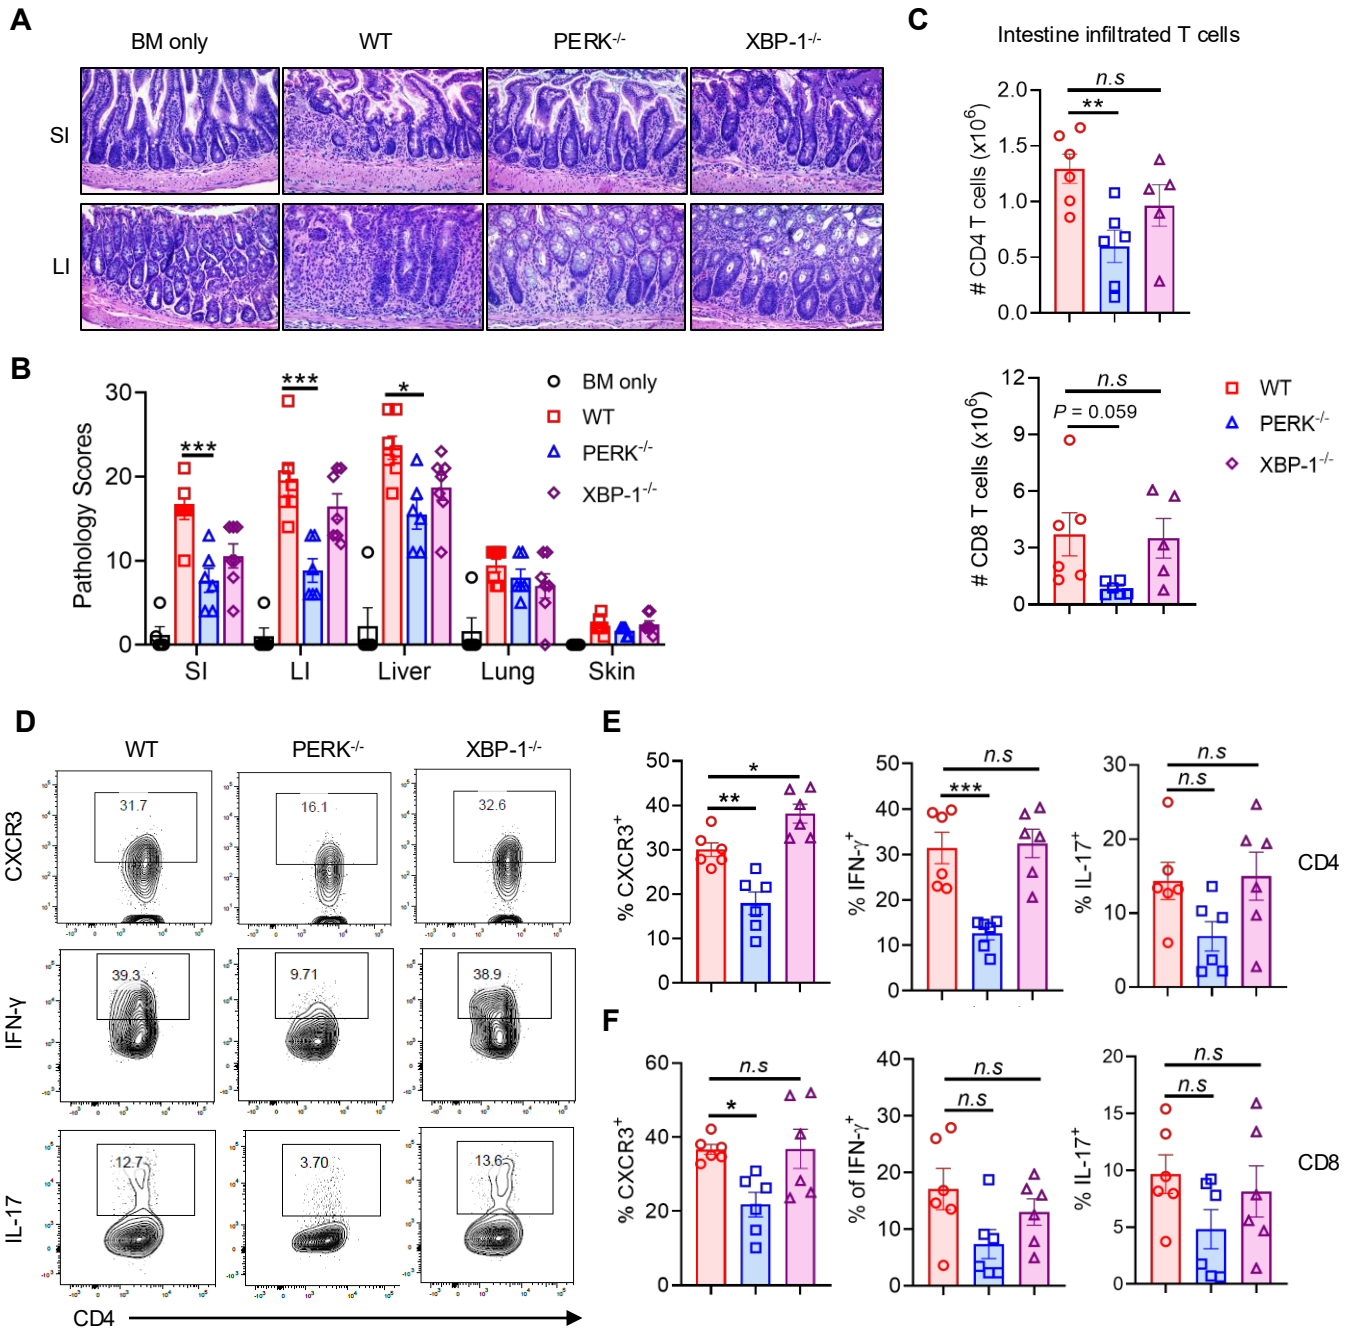 A
BM only
WT
PERK-/-
XBP-1-/-
SI
LI
C
Intestine infiltrated T cells
# CD4 T cells (x10⁶)
2.0
1.5
1.0
0.5
0.0
n.s
**
# CD8 T cells (x10⁶)
12
9
6
3
0
n.s
P = 0.059
WT
PERK-/-
XBP-1-/-
B
Pathology Scores
30
20
10
0
***
***
*
BM only
WT
PERK-/-
XBP-1-/-
SI
LI
Liver
Lung
Skin
D
WT
PERK-/-
XBP-1-/-
CXCR3
31.7
16.1
32.6
IFN-γ
39.3
9.71
38.9
IL-17
12.7
3.70
13.6
CD4
E
% CXCR3⁺
50
40
30
20
10
0
**
*
% IFN-γ⁺
50
40
30
20
10
0
***
n.s
% IL-17⁺
30
20
10
0
n.s
n.s
CD4
F
% CXCR3⁺
60
40
20
0
*
n.s
% of IFN-γ⁺
40
30
20
10
0
n.s
n.s
% IL-17⁺
20
15
10
5
0
n.s
n.s
CD8